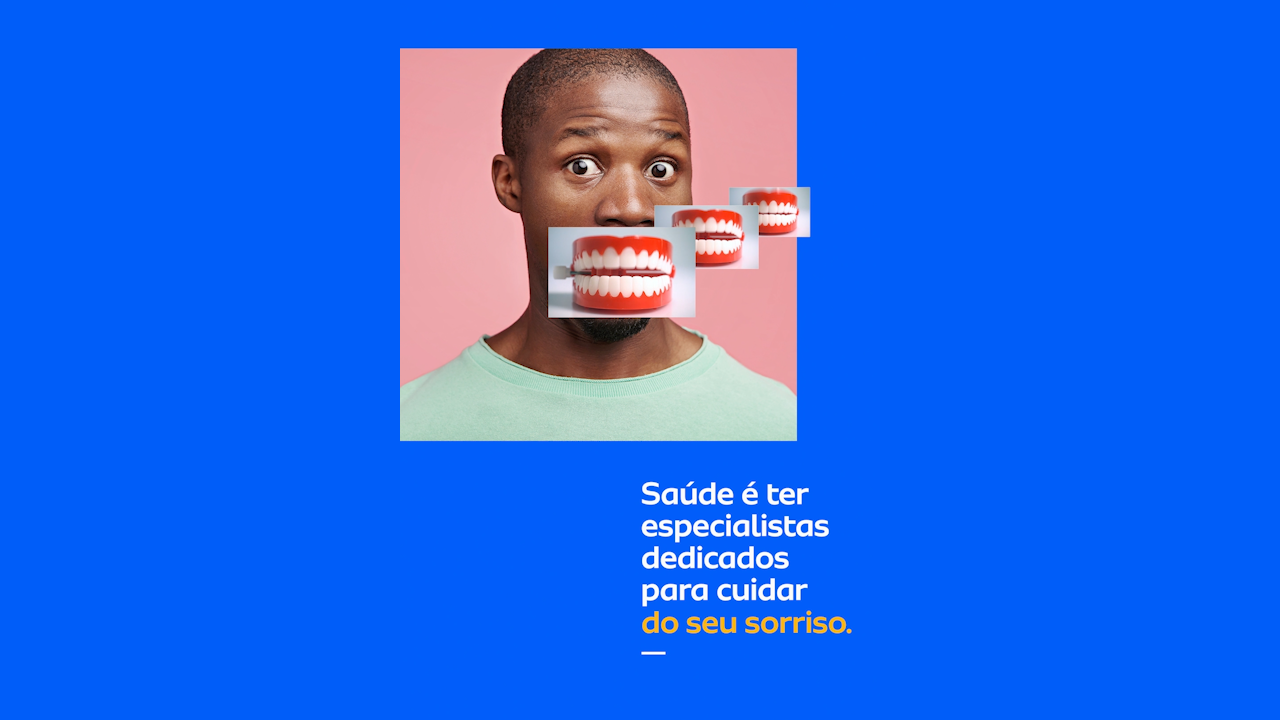 Saúde é ter
especialistas
dedicados
para cuidar
do seu sorriso.